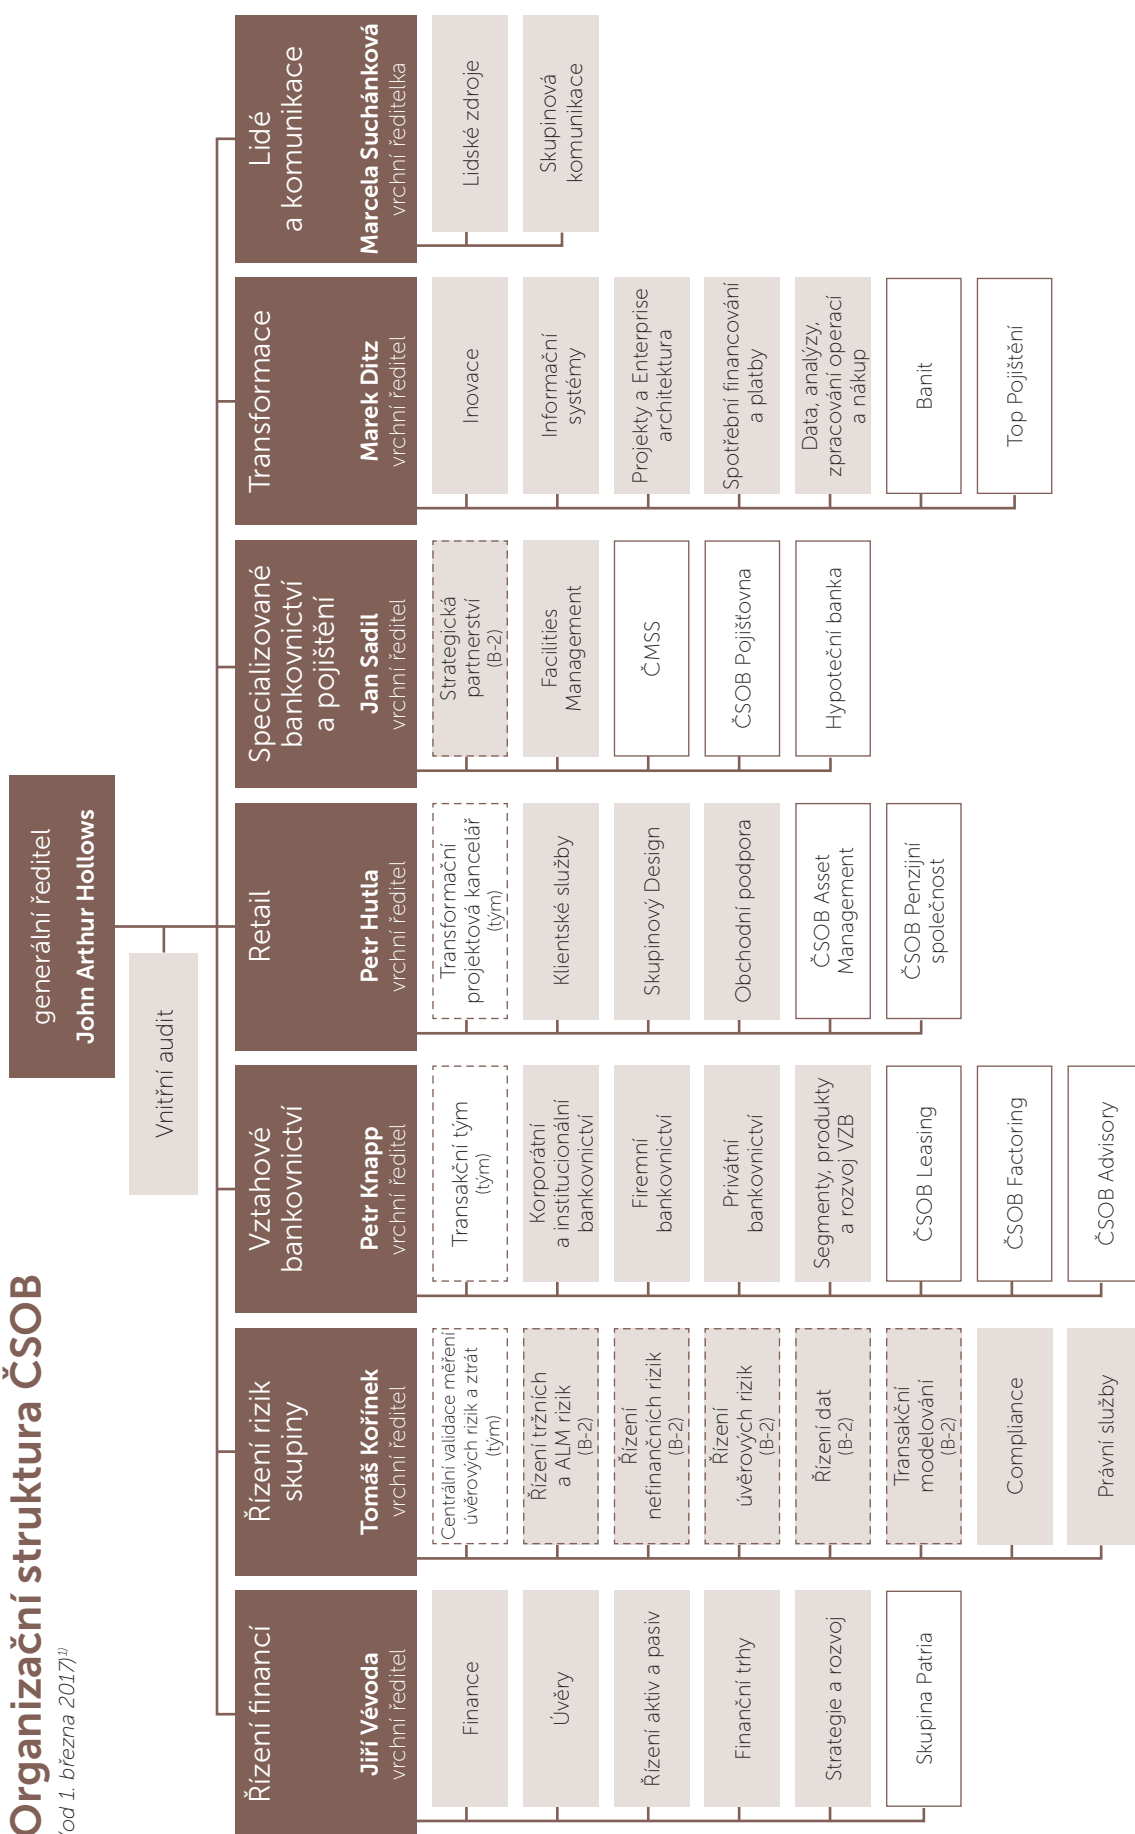 Organizační struktura ČSOB
(od 1. března 2017)¹⁾
generální ředitel
John Arthur Hollows
Vnitřní audit
Řízení financí
Jiří Vévoda
vrchní ředitel
Finance
Úvěry
Řízení aktiv a pasiv
Finanční trhy
Strategie a rozvoj
Skupina Patria
Řízení rizik
skupiny
Tomáš Kořínek
vrchní ředitel
Centrální validace měření
úvěrových rizik a ztrát
(tým)
Řízení tržních
a ALM rizik
(B-2)
Řízení
nefinančních rizik
(B-2)
Řízení
úvěrových rizik
(B-2)
Řízení dat
(B-2)
Transakční
modelování
(B-2)
Compliance
Právní služby
Vztahové
bankovnictví
Petr Knapp
vrchní ředitel
Transakční tým
(tým)
Korporátní
a institucionální
bankovnictví
Firemní
bankovnictví
Privátní
bankovnictví
Segmenty, produkty
a rozvoj VZB
ČSOB Leasing
ČSOB Factoring
ČSOB Advisory
Retail
Petr Hutla
vrchní ředitel
Transformační
projektová kancelář
(tým)
Klientské služby
Skupinový Design
Obchodní podpora
ČSOB Asset
Management
ČSOB Penzijní
společnost
Specializované
bankovnictví
a pojištění
Jan Sadil
vrchní ředitel
Strategická
partnerství
(B-2)
Facilities
Management
ČMSS
ČSOB Pojišťovna
Hypoteční banka
Transformace
Marek Ditz
vrchní ředitel
Inovace
Informační
systémy
Projekty a Enterprise
architektura
Spotřební financování
a platby
Data, analýzy,
zpracování operací
a nákup
Banit
Top Pojištění
Lidé
a komunikace
Marcela Suchánková
vrchní ředitelka
Lidské zdroje
Skupinová
komunikace